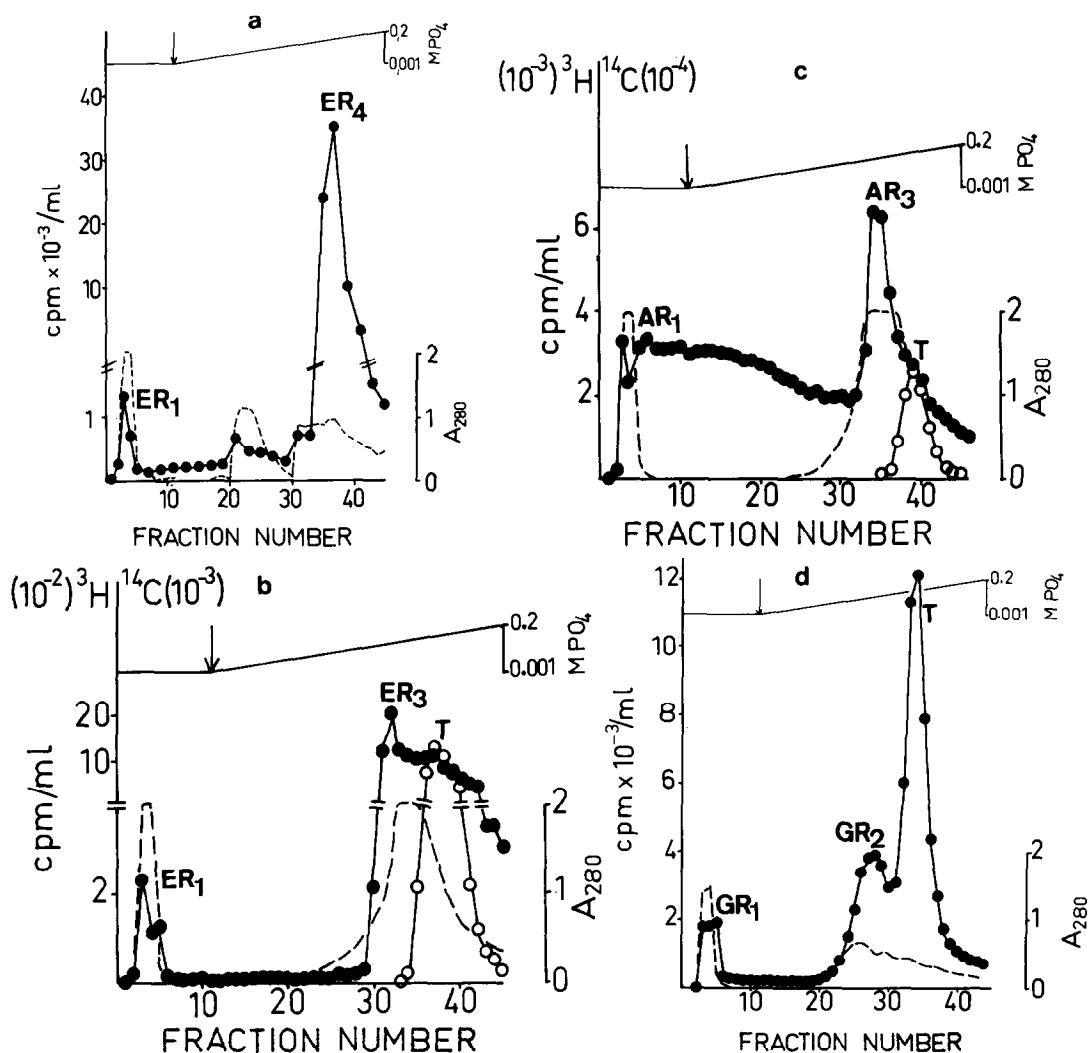 a
0,2
0,001
M PO4
40
30
20
10
1
cpm x 10⁻³/ml
ER4
ER1
2
1
0
A280
10 20 30 40
FRACTION NUMBER
c
(10⁻³)³H ¹⁴C(10⁻⁴)
0.2
0.001
M PO4
6
4
2
cpm/ml
AR3
AR1
T
2
1
0
A280
10 20 30 40
FRACTION NUMBER
b
(10⁻²)³H ¹⁴C(10⁻³)
0.2
0.001
M PO4
20
10
2
cpm/ml
ER3
T
ER1
2
1
0
A280
10 20 30 40
FRACTION NUMBER
d
0.2
0.001
M PO4
12
10
8
6
4
2
cpm x 10⁻³/ml
T
GR2
GR1
2
1
0
A280
10 20 30 40
FRACTION NUMBER